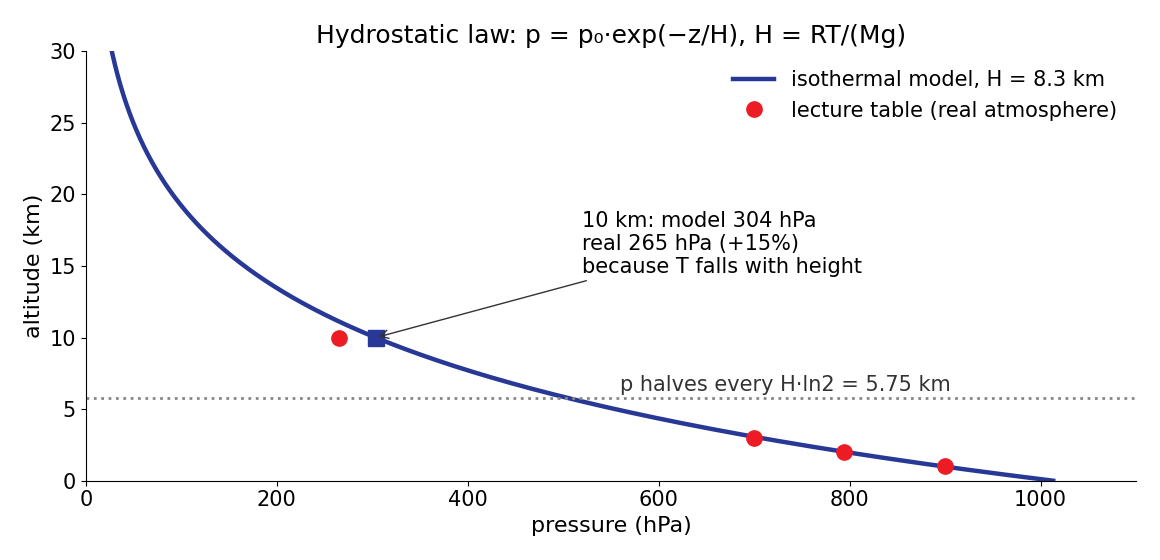 Hydrostatic law: p = p₀·exp(−z/H), H = RT/(Mg)
isothermal model, H = 8.3 km
lecture table (real atmosphere)
10 km: model 304 hPa
real 265 hPa (+15%)
because T falls with height
p halves every H·ln2 = 5.75 km
altitude (km)
30
25
20
15
10
5
0
0 200 400 600 800 1000
pressure (hPa)